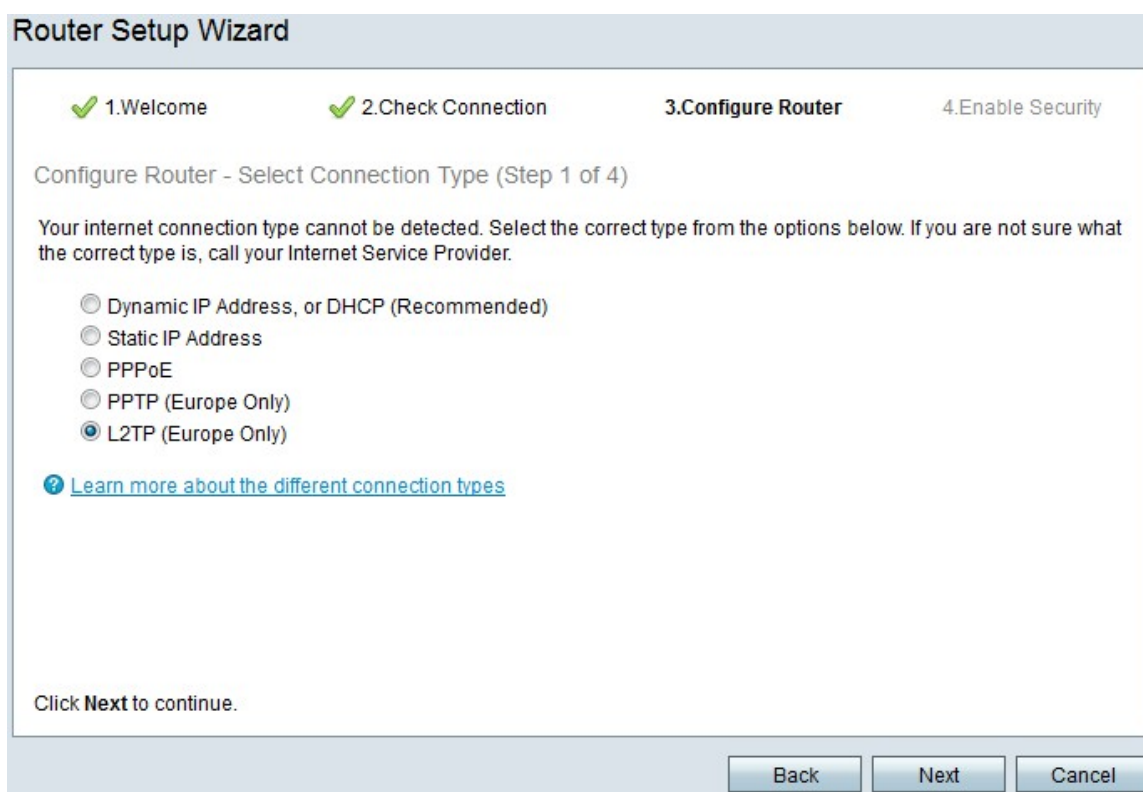 Router Setup Wizard
1.Welcome
2.Check Connection
3.Configure Router
4.Enable Security
Configure Router - Select Connection Type (Step 1 of 4)
Your internet connection type cannot be detected. Select the correct type from the options below. If you are not sure what
the correct type is, call your Internet Service Provider.
Dynamic IP Address, or DHCP (Recommended)
Static IP Address
PPPoE
PPTP (Europe Only)
L2TP (Europe Only)
? Learn more about the different connection types
Click Next to continue.
Back
Next
Cancel